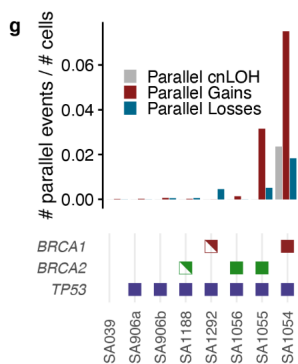 g
# parallel events / # cells
0.06
0.04
0.02
0.00
Parallel cnLOH
Parallel Gains
Parallel Losses
BRCA1
BRCA2
TP53
SA039
SA906a
SA906b
SA1188
SA1292
SA1056
SA1055
SA1054